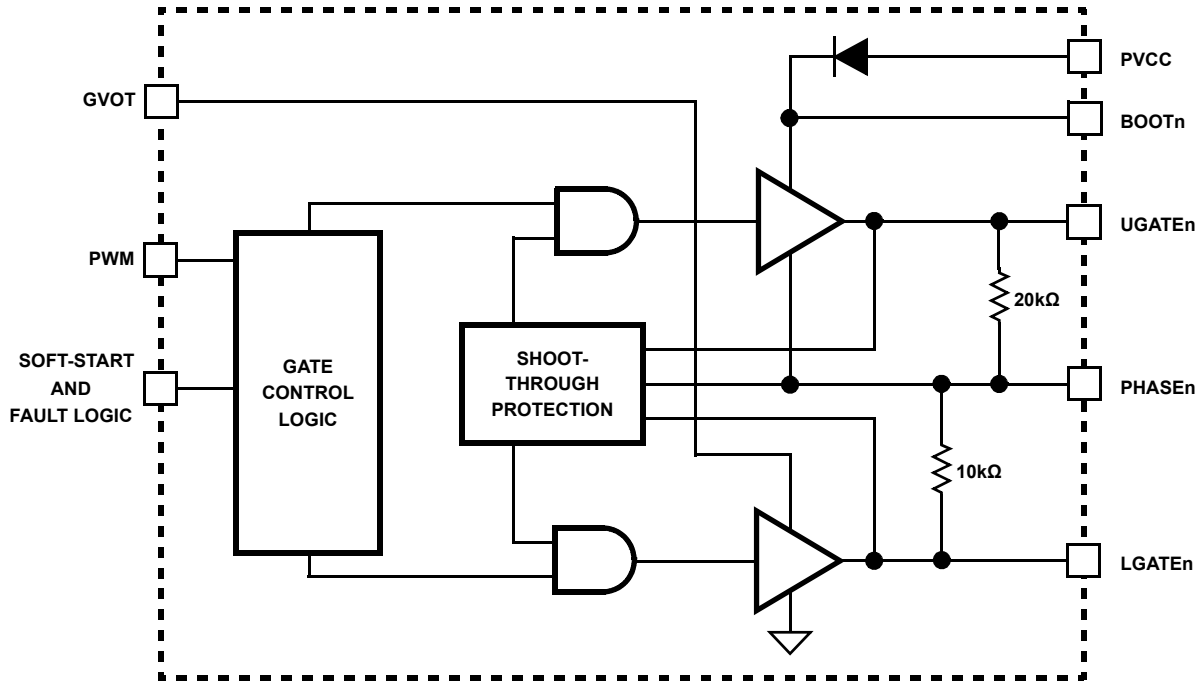 PVCC
GVOT
BOOTn
UGATEn
PWM
20kΩ
SOFT-START
AND
FAULT LOGIC
GATE
CONTROL
LOGIC
SHOOT-
THROUGH
PROTECTION
PHASEn
10kΩ
LGATEn